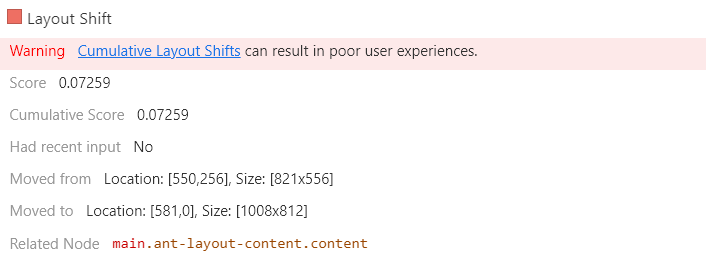 Layout Shift
Warning Cumulative Layout Shifts can result in poor user experiences.
Score 0.07259
Cumulative Score 0.07259
Had recent input No
Moved from Location: [550,256], Size: [821x556]
Moved to Location: [581,0], Size: [1008x812]
Related Node main.ant-layout-content.content